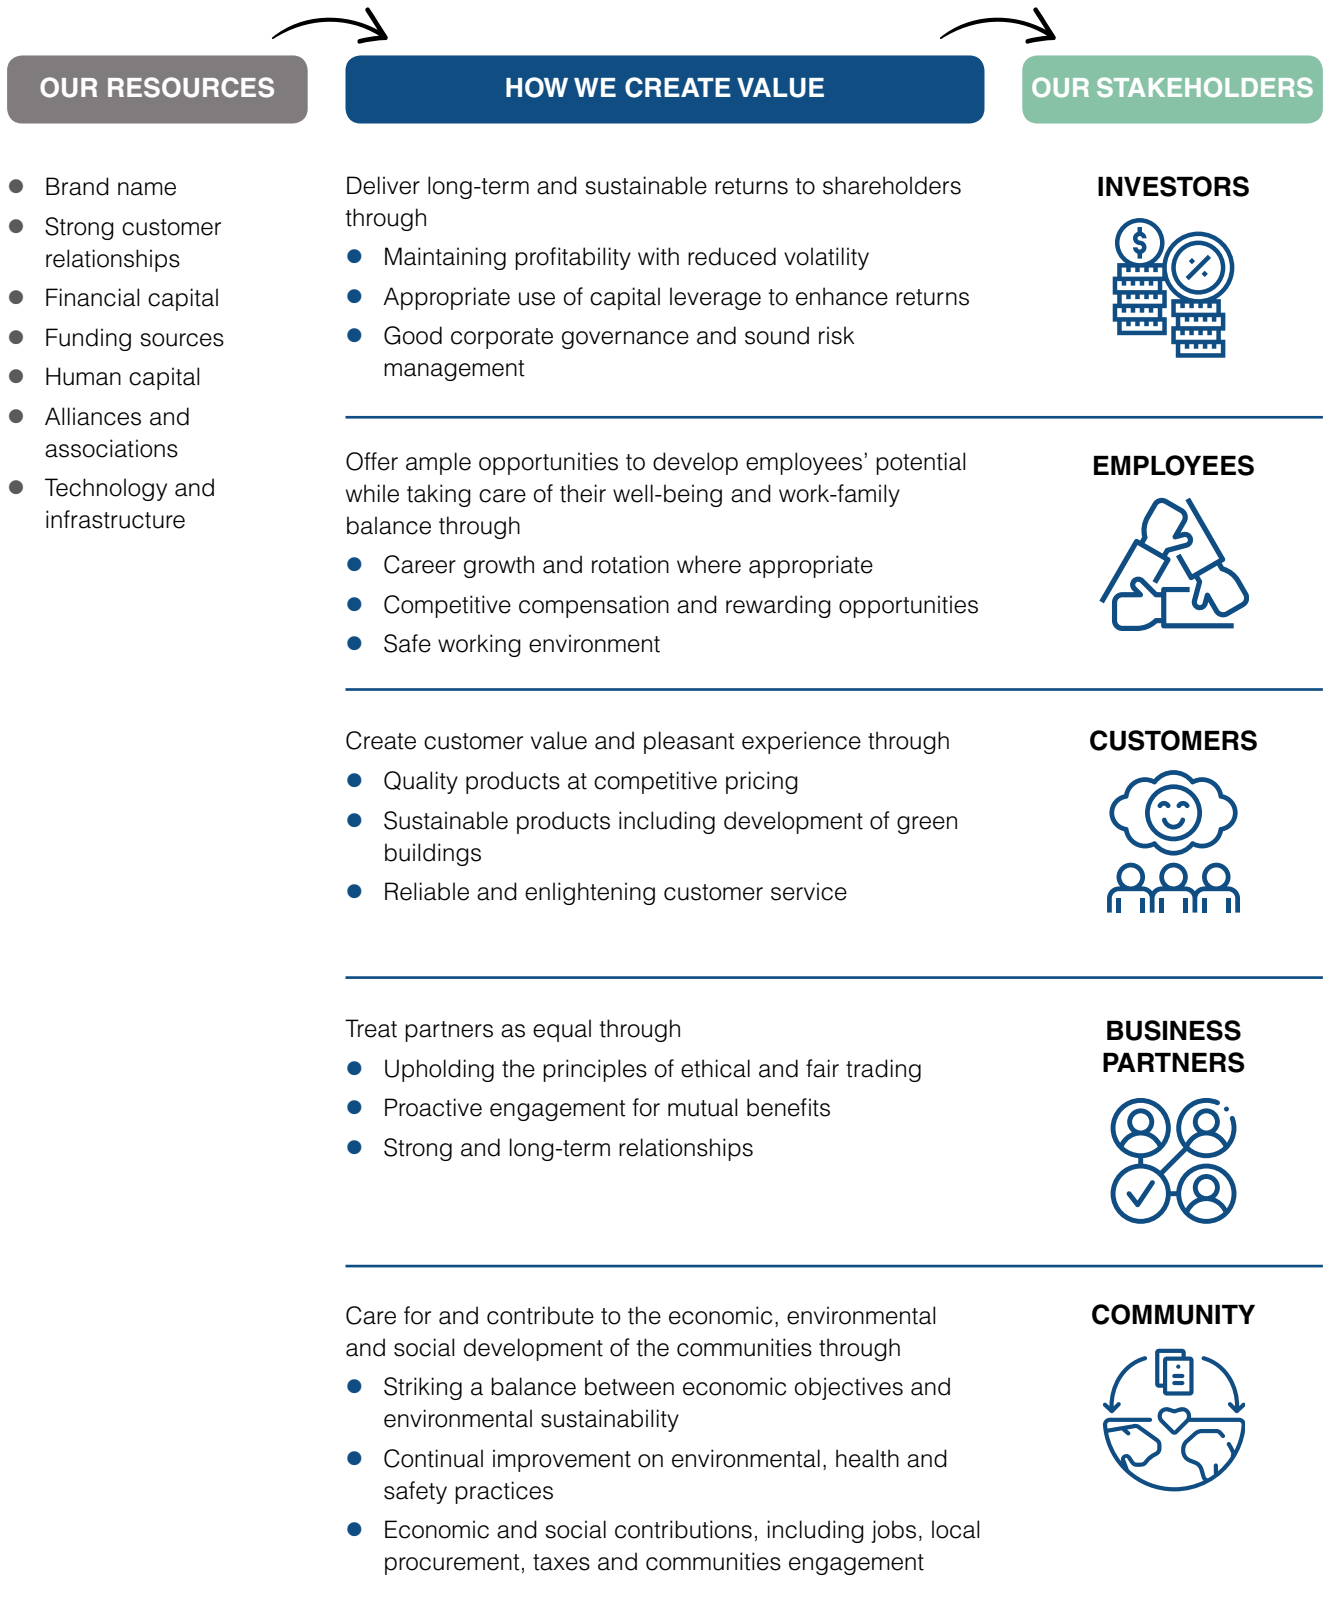 OUR RESOURCES
HOW WE CREATE VALUE
OUR STAKEHOLDERS
Brand name
Strong customer
relationships
Financial capital
Funding sources
Human capital
Alliances and
associations
Technology and
infrastructure
Deliver long-term and sustainable returns to shareholders
through
Maintaining profitability with reduced volatility
Appropriate use of capital leverage to enhance returns
Good corporate governance and sound risk
management
INVESTORS
$
%
Offer ample opportunities to develop employees’ potential
while taking care of their well-being and work-family
balance through
Career growth and rotation where appropriate
Competitive compensation and rewarding opportunities
Safe working environment
EMPLOYEES
Create customer value and pleasant experience through
Quality products at competitive pricing
Sustainable products including development of green
buildings
Reliable and enlightening customer service
CUSTOMERS
Treat partners as equal through
Upholding the principles of ethical and fair trading
Proactive engagement for mutual benefits
Strong and long-term relationships
BUSINESS
PARTNERS
Care for and contribute to the economic, environmental
and social development of the communities through
Striking a balance between economic objectives and
environmental sustainability
Continual improvement on environmental, health and
safety practices
Economic and social contributions, including jobs, local
procurement, taxes and communities engagement
COMMUNITY